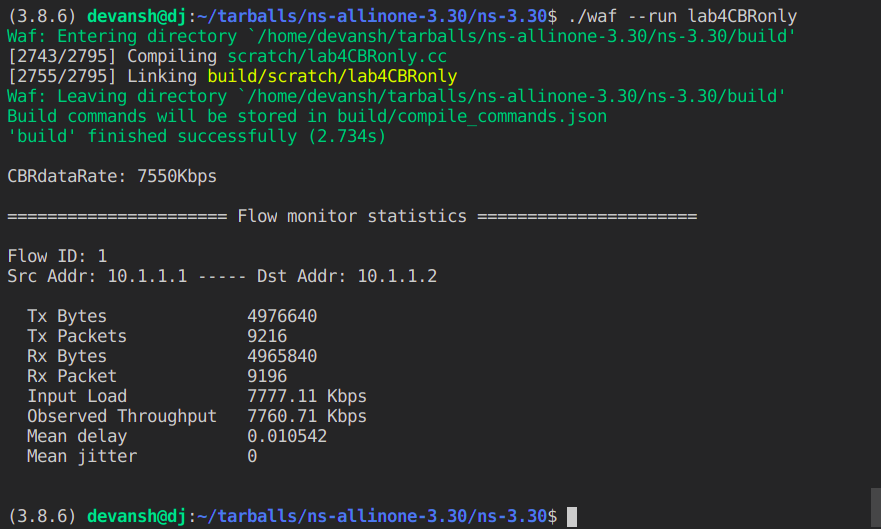 (3.8.6) devansh@dj:~/tarballs/ns-allinone-3.30/ns-3.30$ ./waf --run lab4CBRonly
Waf: Entering directory `/home/devansh/tarballs/ns-allinone-3.30/ns-3.30/build'
[2743/2795] Compiling scratch/lab4CBRonly.cc
[2755/2795] Linking build/scratch/lab4CBRonly
Waf: Leaving directory `/home/devansh/tarballs/ns-allinone-3.30/ns-3.30/build'
Build commands will be stored in build/compile_commands.json
'build' finished successfully (2.734s)
CBRdataRate: 7550Kbps
====================== Flow monitor statistics ======================
Flow ID: 1
Src Addr: 10.1.1.1 ----- Dst Addr: 10.1.1.2
Tx Bytes 4976640
Tx Packets 9216
Rx Bytes 4965840
Rx Packet 9196
Input Load 7777.11 Kbps
Observed Throughput 7760.71 Kbps
Mean delay 0.010542
Mean jitter 0
(3.8.6) devansh@dj:~/tarballs/ns-allinone-3.30/ns-3.30$